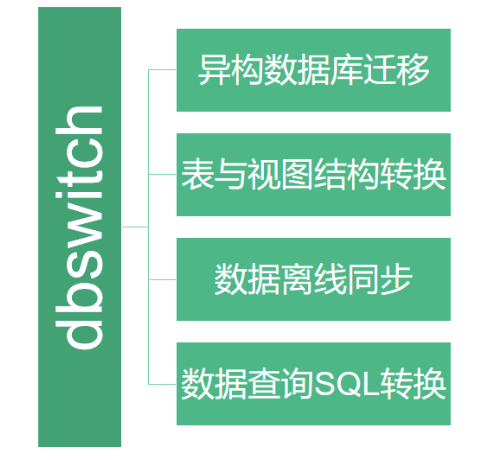 dbswitch
异构数据库迁移
表与视图结构转换
数据离线同步
数据查询SQL转换